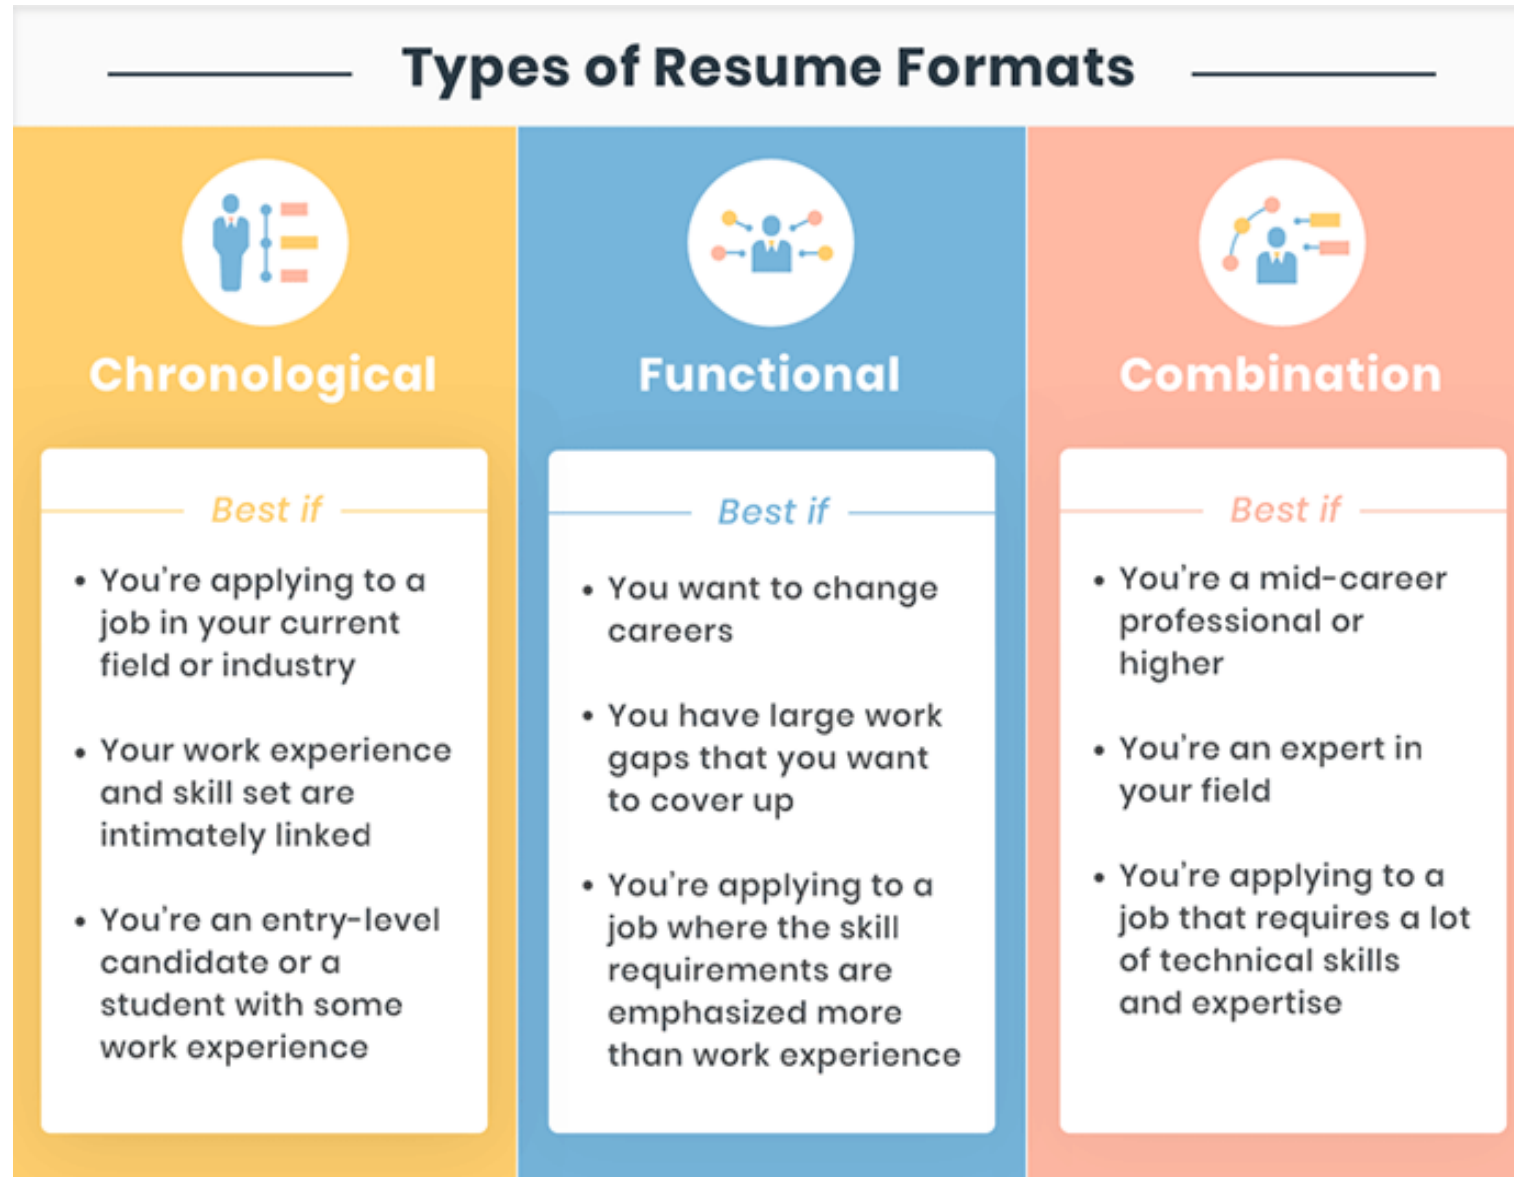 Types of Resume Formats
Chronological
Best if
• You're applying to a
job in your current
field or industry
• Your work experience
and skill set are
intimately linked
• You're an entry-level
candidate or a
student with some
work experience
Functional
Best if
• You want to change
careers
• You have large work
gaps that you want
to cover up
• You're applying to a
job where the skill
requirements are
emphasized more
than work experience
Combination
Best if
• You're a mid-career
professional or
higher
• You're an expert in
your field
• You're applying to a
job that requires a lot
of technical skills
and expertise